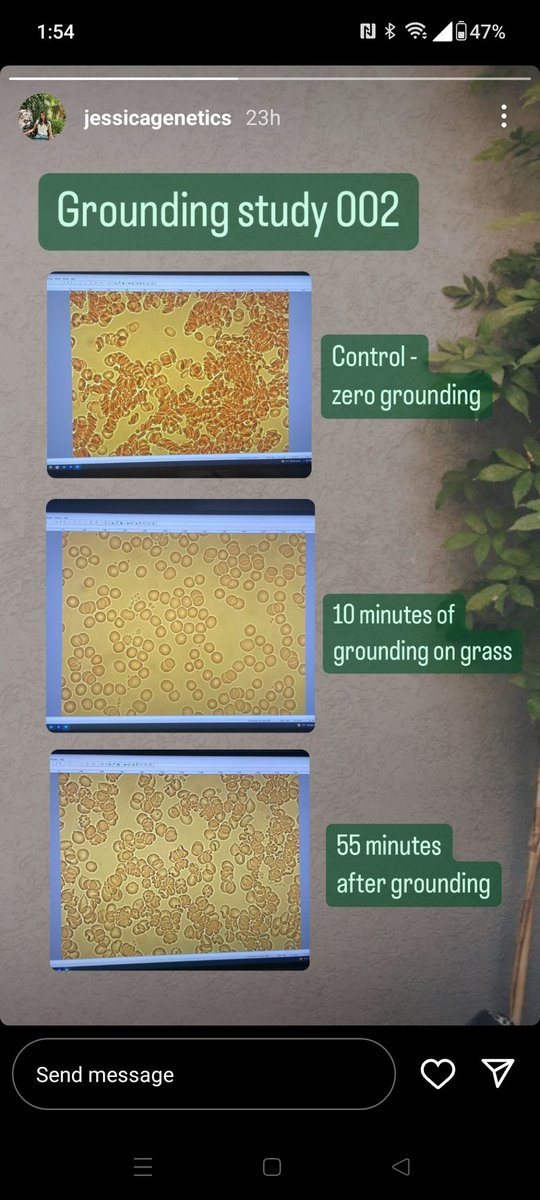 1:54
47%
jessicagenetics 23h
Grounding study 002
Control -
zero grounding
10 minutes of
grounding on grass
55 minutes
after grounding
Send message